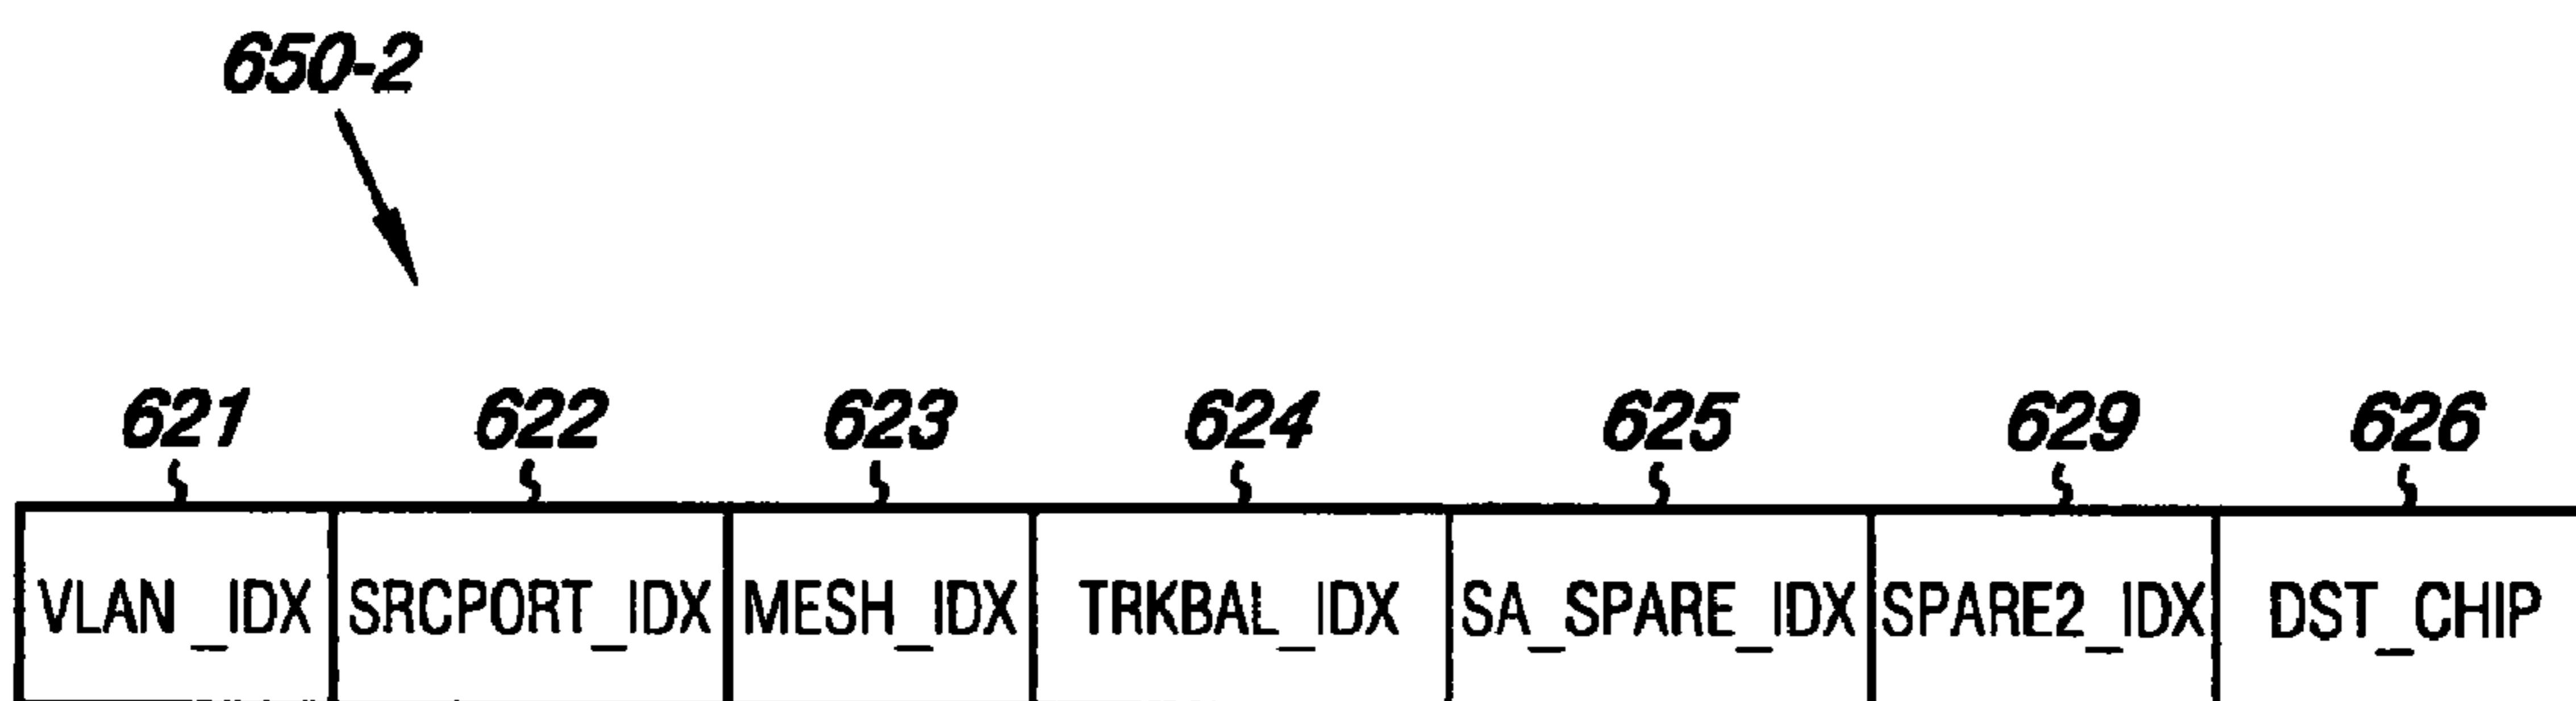 650-2
621 622 623 624 625 629 626
VLAN_IDX SRCPORT_IDX MESH_IDX TRKBAL_IDX SA_SPARE_IDX SPARE2_IDX DST_CHIP